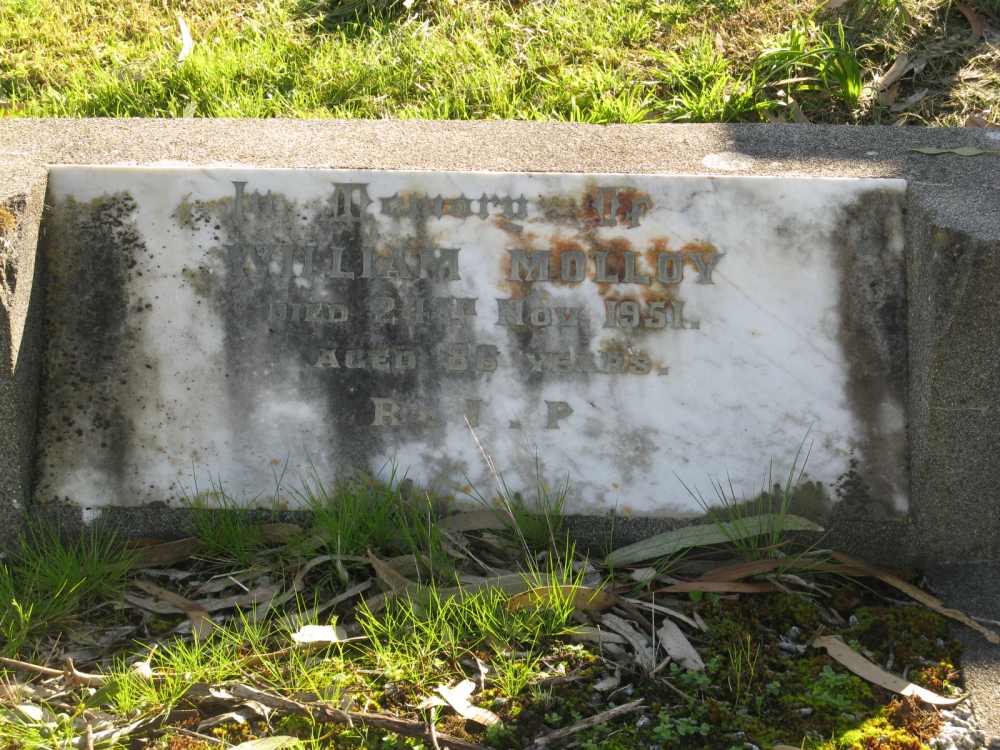 In Memory Of
WILLIAM MOLLOY
DIED 24TH NOV. 1951.
AGED 86 YEARS.
R.I.P